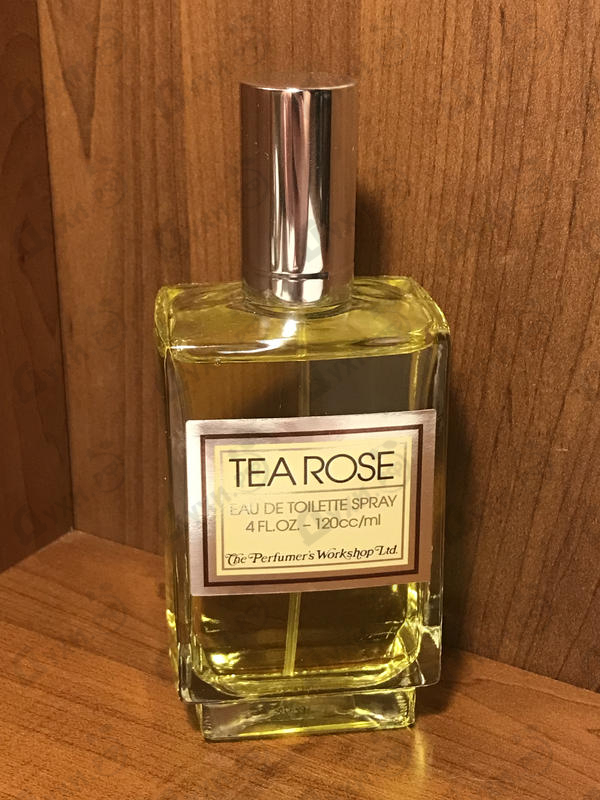 TEA ROSE
EAU DE TOILETTE SPRAY
4 FL.OZ. – 120cc/ml
The Perfumer's Workshop Ltd.